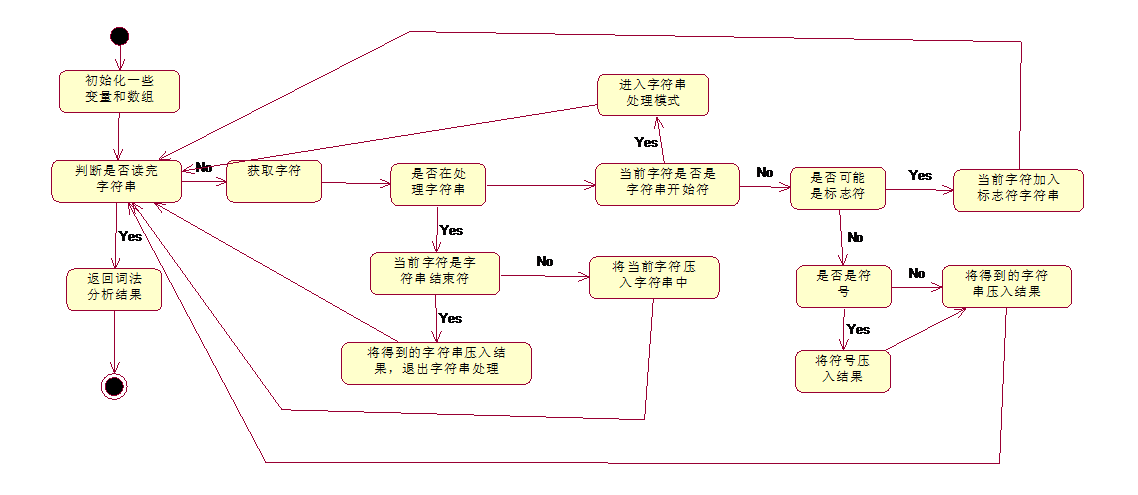 初始化一些
变量和数组
进入字符串
处理模式
Yes
判断是否读完
字符串
No
获取字符
是否在处
理字符串
当前字符是否是
字符串开始符
No
是否可能
是标志符
Yes
当前字符加入
标志符字符串
Yes
Yes
No
返回词法
分析结果
当前字符是字
符串结束符
No
将当前字符压
入字符串中
是否是符
号
No
将得到的字符
串压入结果
Yes
Yes
将得到的字符串压入结
果，退出字符串处理
将符号压
入结果